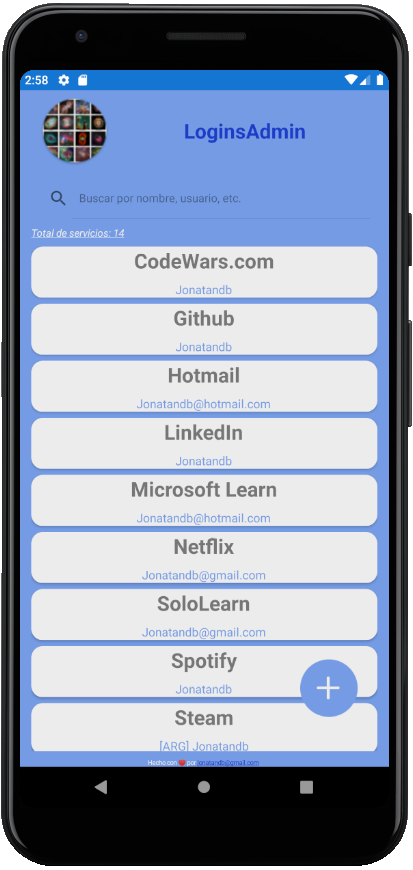 2:58
LoginsAdmin
Buscar por nombre, usuario, etc.
Total de servicios: 14
CodeWars.com
Jonatandb
Github
Jonatandb
Hotmail
Jonatandb@hotmail.com
LinkedIn
Jonatandb
Microsoft Learn
Jonatandb@hotmail.com
Netflix
Jonatandb@gmail.com
SoloLearn
Jonatandb@gmail.com
Spotify
Jonatandb
Steam
[ARG] Jonatandb
Hecho con ❤ por jonatandb@gmail.com